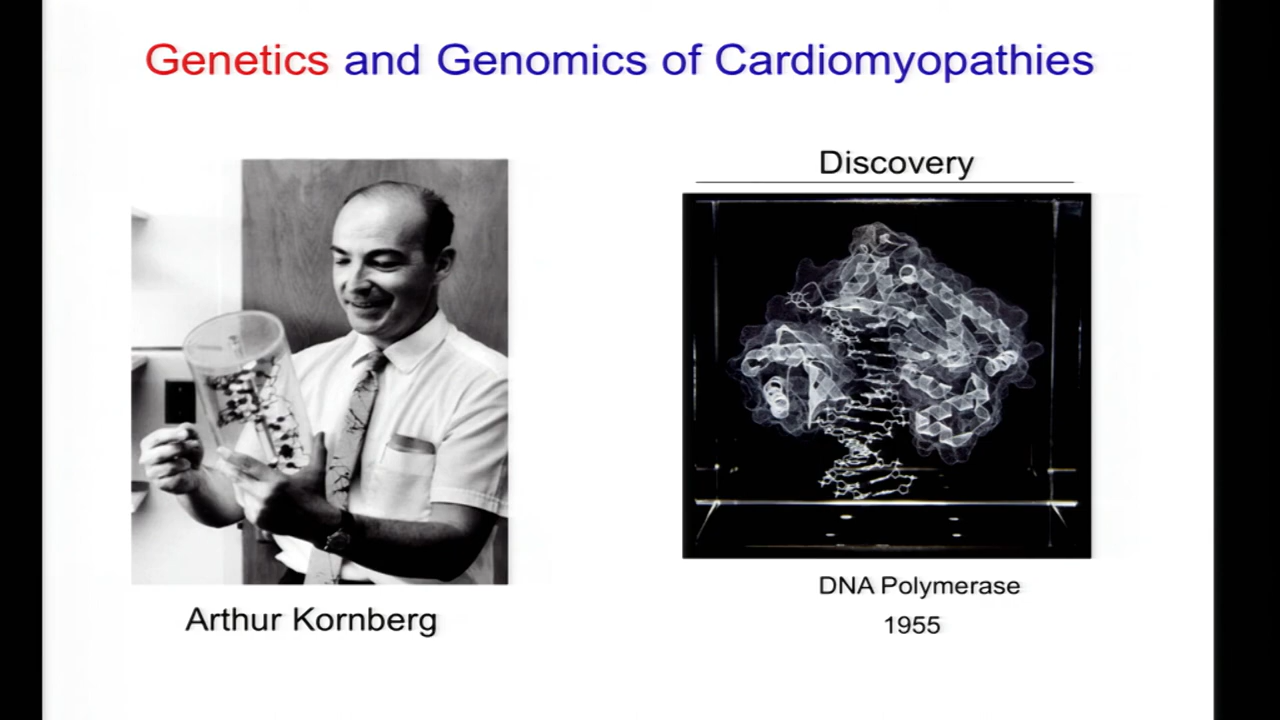 Genetics and Genomics of Cardiomyopathies
Discovery
Arthur Kornberg
DNA Polymerase
1955